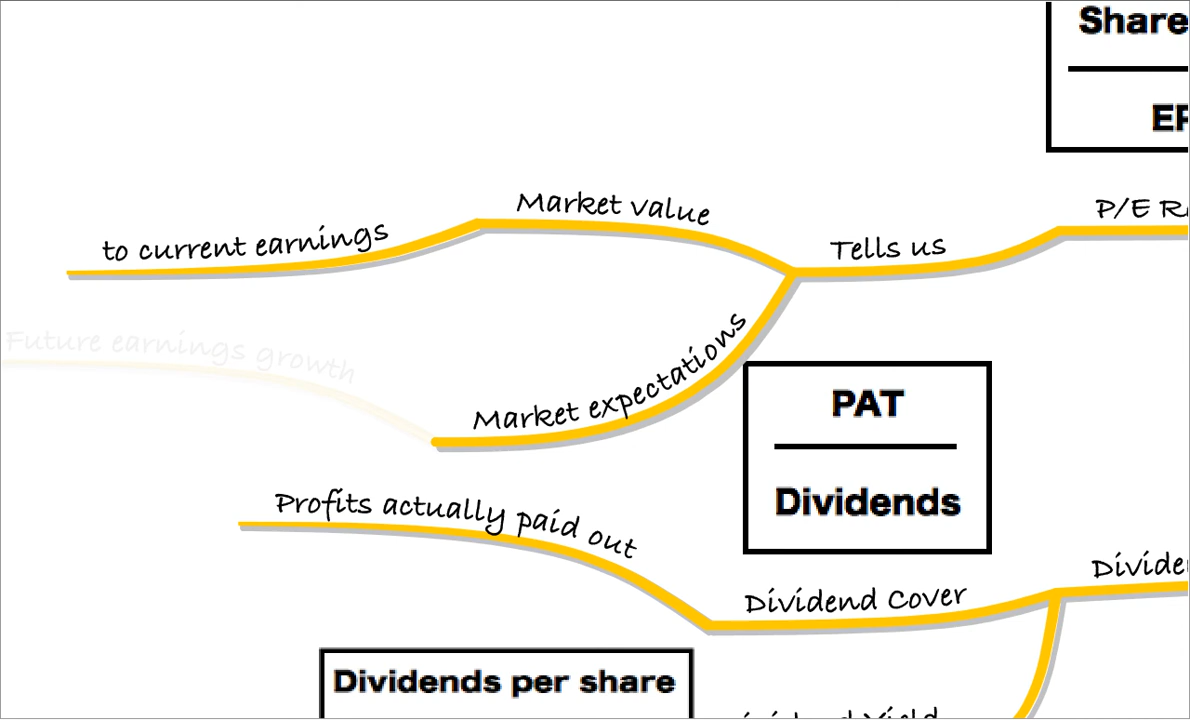 Share
EP
Market value
P/E R
to current earnings
Tells us
Future earnings growth
Market expectations
PAT
Dividends
Profits actually paid out
Divide
Dividend Cover
Dividends per share
Yield